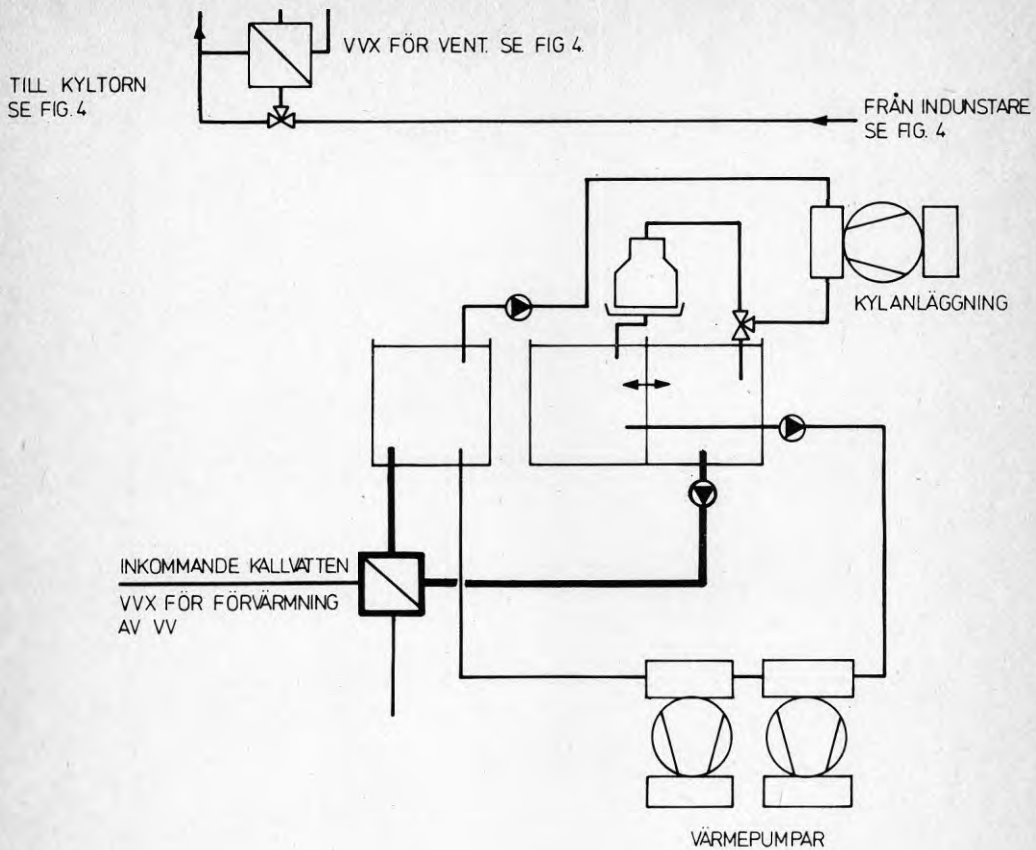 VVX FÖR VENT. SE FIG 4.
TILL KYLTORN
SE FIG. 4
FRÅN INDUNSTARE
SE FIG. 4
KYLANLÄGGNING
INKOMMANDE KALLVATTEN
VVX FÖR FÖRVÄRMNING
AV VV
VÄRMEPUMPAR